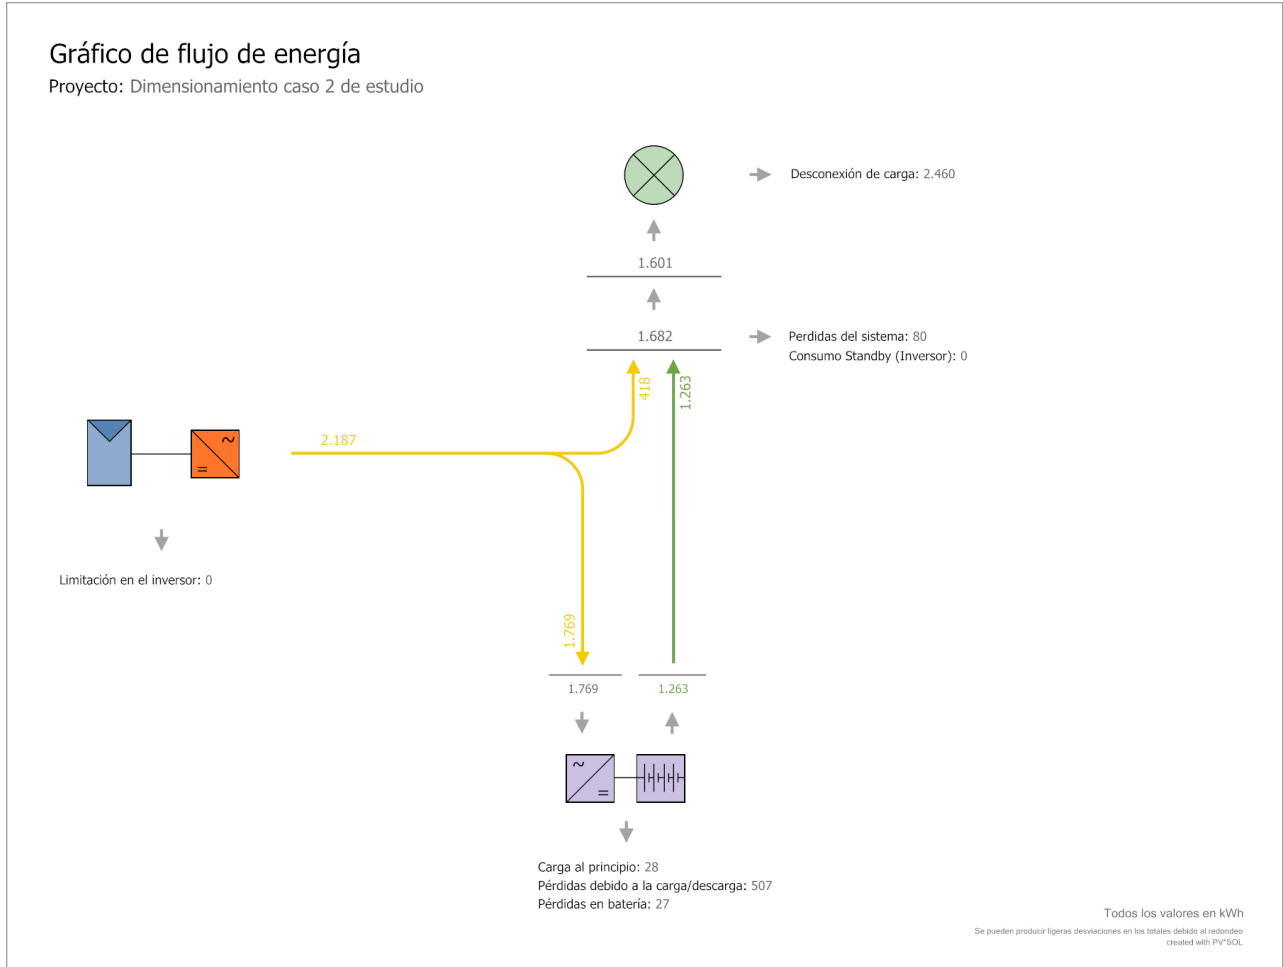 Gráfico de flujo de energía
Proyecto: Dimensionamiento caso 2 de estudio
Desconexión de carga: 2.460
1.601
1.682
Perdidas del sistema: 80
Consumo Standby (Inversor): 0
418
1.263
2.187
Limitación en el inversor: 0
1.769
1.769
1.263
Carga al principio: 28
Pérdidas debido a la carga/descarga: 507
Pérdidas en batería: 27
Todos los valores en kWh
Se pueden producir ligeras desviaciones en los totales debido al redondeo
created with PV*SOL